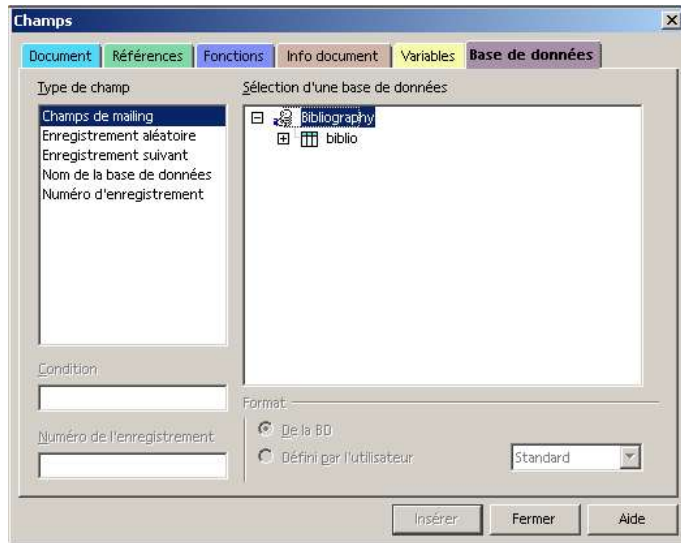 Champs
Document Références Fonctions Info document Variables Base de données
Type de champ
Champs de mailing
Enregistrement aléatoire
Enregistrement suivant
Nom de la base de données
Numéro d'enregistrement
Sélection d'une base de données
Bibliography
biblio
Condition
Numéro de l'enregistrement
Format
De la BD
Défini par l'utilisateur
Standard
Insérer Fermer Aide